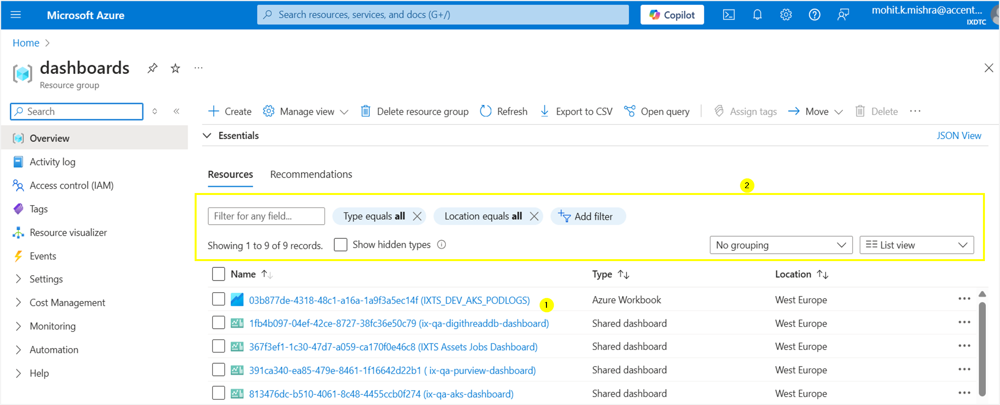 Microsoft Azure
Search resources, services, and docs (G+/)
Copilot
mohit.k.mishra@accent...
IXDTC
Home
dashboards
Resource group
Search
Create
Manage view
Delete resource group
Refresh
Export to CSV
Open query
Assign tags
Move
Delete
Overview
Activity log
Access control (IAM)
Tags
Resource visualizer
Events
Settings
Cost Management
Monitoring
Automation
Help
Essentials
JSON View
Resources
Recommendations
2
Filter for any field...
Type equals all
Location equals all
Add filter
Showing 1 to 9 of 9 records.
Show hidden types
No grouping
List view
Name
Type
Location
03b877de-4318-48c1-a16a-1a9f3a5ec14f (IXTS_DEV_AKS_PODLOGS) 1 Azure Workbook West Europe
1fb4b097-04ef-42ce-8727-38fc36e50c79 (ix-qa-digithreaddb-dashboard) Shared dashboard West Europe
367f3ef1-1c30-47d7-a059-ca170f0e46c8 (IXTS Assets Jobs Dashboard) Shared dashboard West Europe
391ca340-ea85-479e-8461-1f16642d22b1 ( ix-qa-purview-dashboard) Shared dashboard West Europe
813476dc-b510-4061-8c48-4455ccb0f274 (ix-qa-aks-dashboard) Shared dashboard West Europe